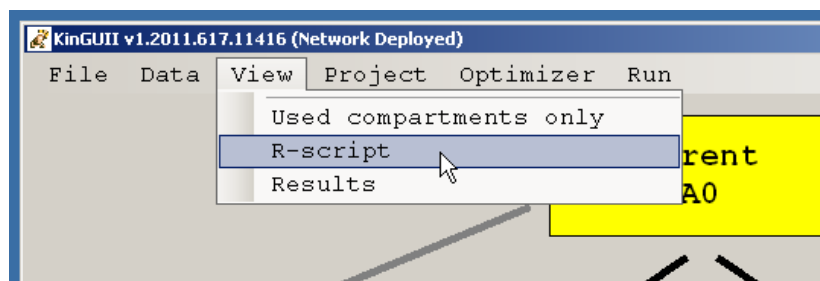 KinGUII v1.2011.617.11416 (Network Deployed)
File Data View Project Optimizer Run
Used compartments only
R-script
Results
rent
A0